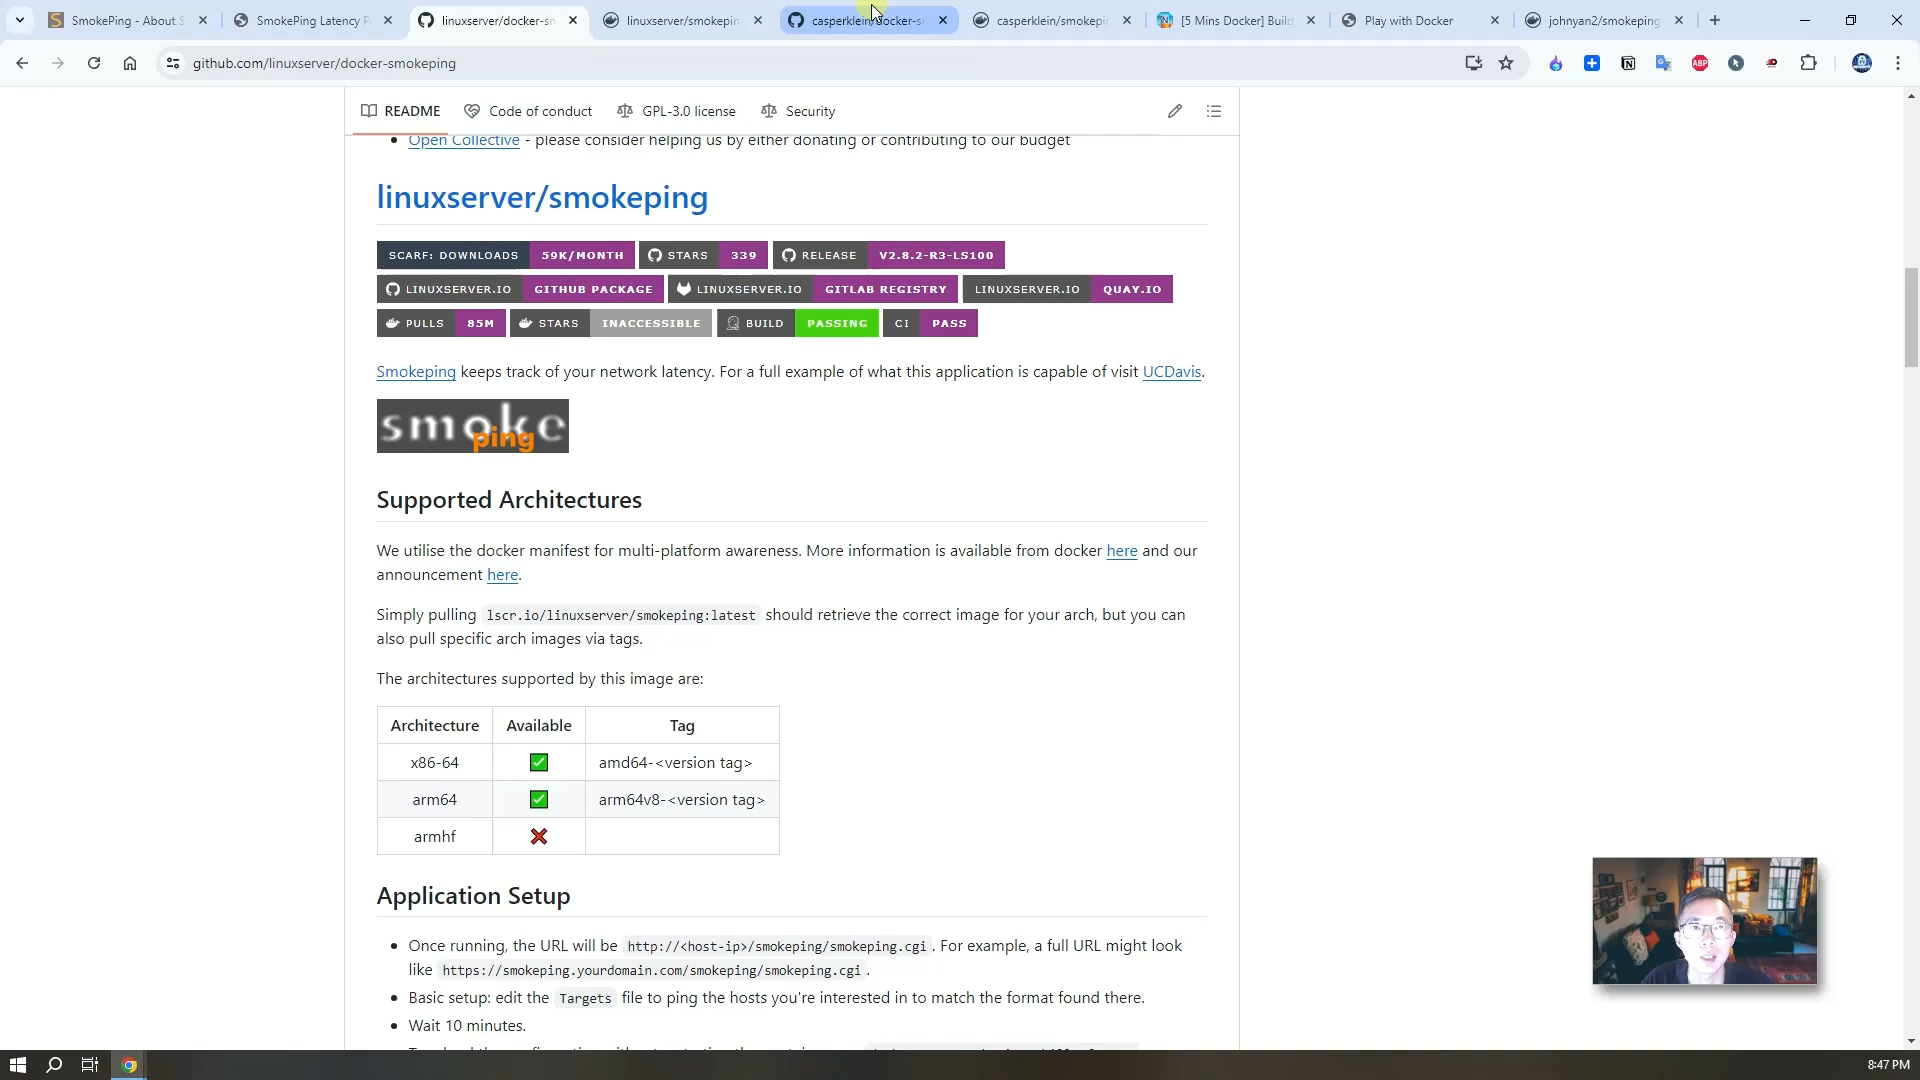 SmokePing - About S
SmokePing Latency P
linuxserver/docker-sm
linuxserver/smokepin
casperklein/docker-s
casperklein/smokepi
[5 Mins Docker] Build
Play with Docker
johnyan2/smokeping
github.com/linuxserver/docker-smokeping
ABP
README
Code of conduct
GPL-3.0 license
Security
Open Collective - please consider helping us by either donating or contributing to our budget
linuxserver/smokeping
SCARF: DOWNLOADS 59K/MONTH
STARS 339
RELEASE V2.8.2-R3-LS100
LINUXSERVER.IO GITHUB PACKAGE
LINUXSERVER.IO GITLAB REGISTRY
LINUXSERVER.IO QUAY.IO
PULLS 85M
STARS INACCESSIBLE
BUILD PASSING
CI PASS
Smokeping keeps track of your network latency. For a full example of what this application is capable of visit UCDavis.
smoke
ping
Supported Architectures
We utilise the docker manifest for multi-platform awareness. More information is available from docker here and our
announcement here.
Simply pulling lscr.io/linuxserver/smokeping:latest should retrieve the correct image for your arch, but you can
also pull specific arch images via tags.
The architectures supported by this image are:
Architecture Available Tag
x86-64 ✅ amd64-<version tag>
arm64 ✅ arm64v8-<version tag>
armhf ❌
Application Setup
Once running, the URL will be http://<host-ip>/smokeping/smokeping.cgi . For example, a full URL might look
like https://smokeping.yourdomain.com/smokeping/smokeping.cgi .
Basic setup: edit the Targets file to ping the hosts you're interested in to match the format found there.
Wait 10 minutes.
8:47 PM